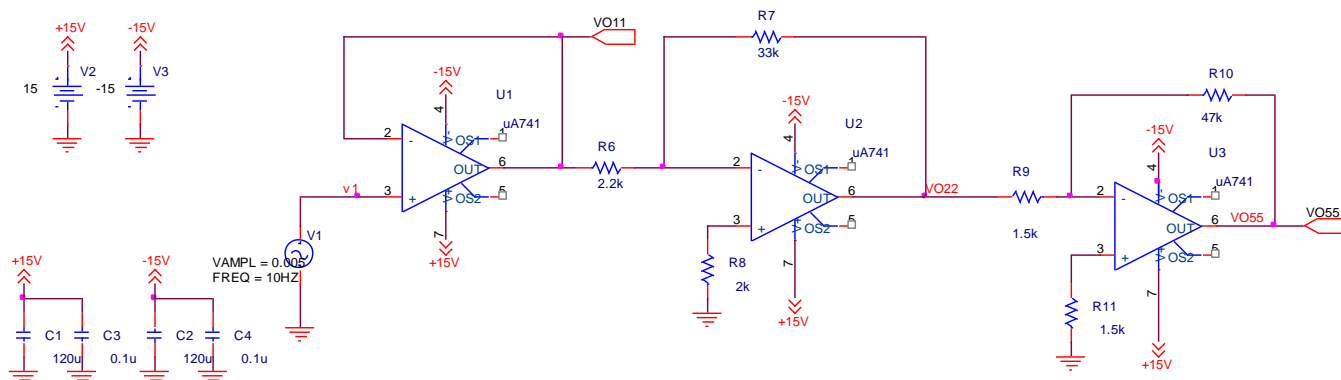 +15V
-15V
VO11
R7
33k
V2
V3
15
-15
-15V
U1
uA741
4
2
-
V-
OS1
1
6
OUT
3
+
V+
OS2
5
7
+15V
v1
V1
VAMPL = 0.005
FREQ = 10HZ
R6
2.2k
-15V
U2
uA741
4
2
-
V-
OS1
1
6
OUT
3
+
V+
OS2
5
7
+15V
R8
2k
VO22
R9
1.5k
R10
47k
-15V
U3
uA741
4
2
-
V-
OS1
1
6
OUT
3
+
V+
OS2
5
7
+15V
R11
1.5k
VO55
VO55
+15V
-15V
C1
C3
C2
C4
120u
0.1u
120u
0.1u